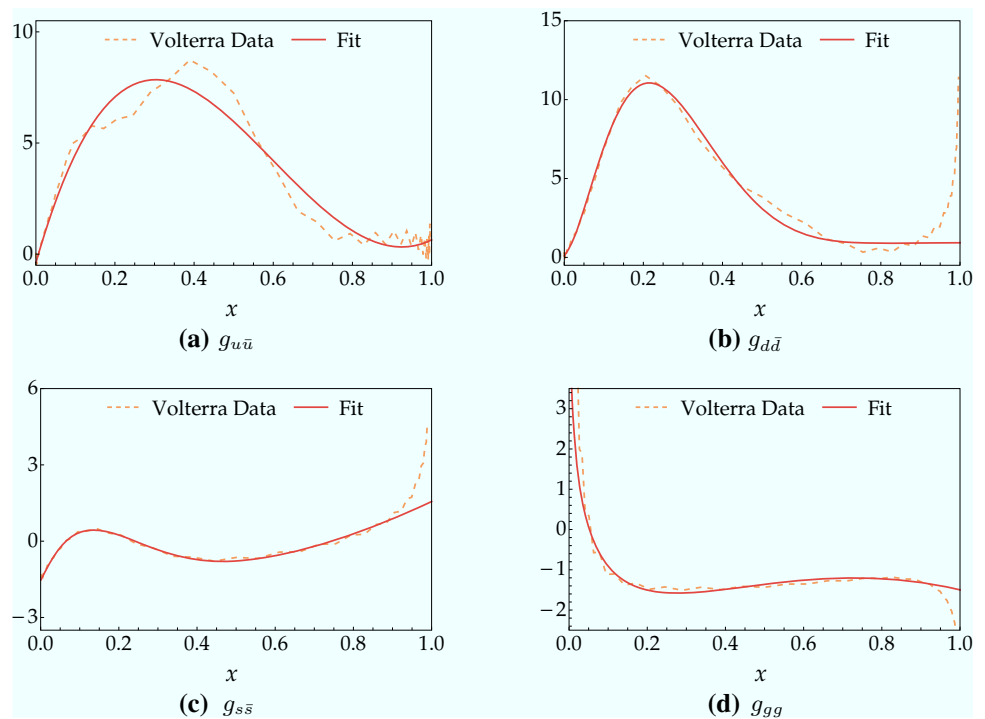 Volterra Data Fit
10
5
0
0.0 0.2 0.4 0.6 0.8 1.0
x
(a) g_{u\bar{u}}
Volterra Data Fit
15
10
5
0
0.0 0.2 0.4 0.6 0.8 1.0
x
(b) g_{d\bar{d}}
Volterra Data Fit
6
3
0
−3
0.0 0.2 0.4 0.6 0.8 1.0
x
(c) g_{s\bar{s}}
Volterra Data Fit
3
2
1
0
−1
−2
0.0 0.2 0.4 0.6 0.8 1.0
x
(d) g_{gg}